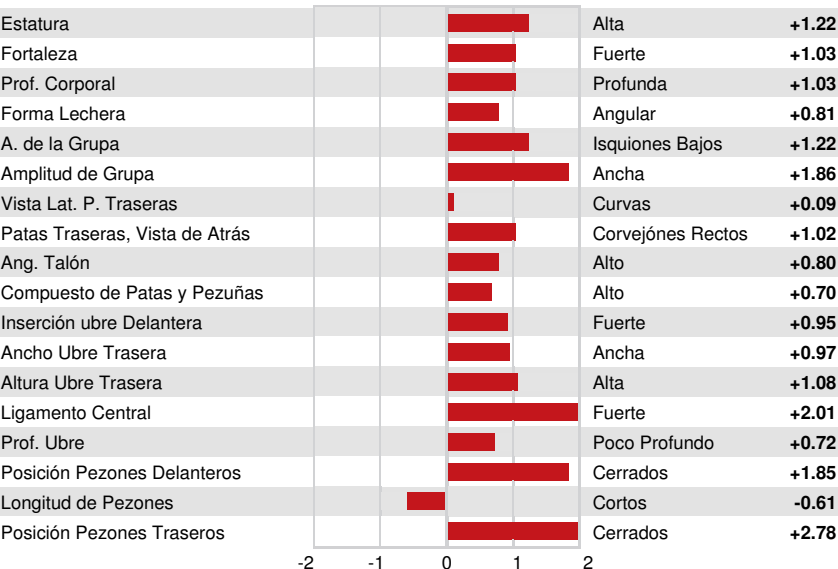 Estatura Alta +1.22
Fortaleza Fuerte +1.03
Prof. Corporal Profunda +1.03
Forma Lechera Angular +0.81
A. de la Grupa Isquiones Bajos +1.22
Amplitud de Grupa Ancha +1.86
Vista Lat. P. Traseras Curvas +0.09
Patas Traseras, Vista de Atrás Corvejónes Rectos +1.02
Ang. Talón Alto +0.80
Compuesto de Patas y Pezuñas Alto +0.70
Inserción ubre Delantera Fuerte +0.95
Ancho Ubre Trasera Ancha +0.97
Altura Ubre Trasera Alta +1.08
Ligamento Central Fuerte +2.01
Prof. Ubre Poco Profundo +0.72
Posición Pezones Delanteros Cerrados +1.85
Longitud de Pezones Cortos -0.61
Posición Pezones Traseros Cerrados +2.78
-2 -1 0 1 2